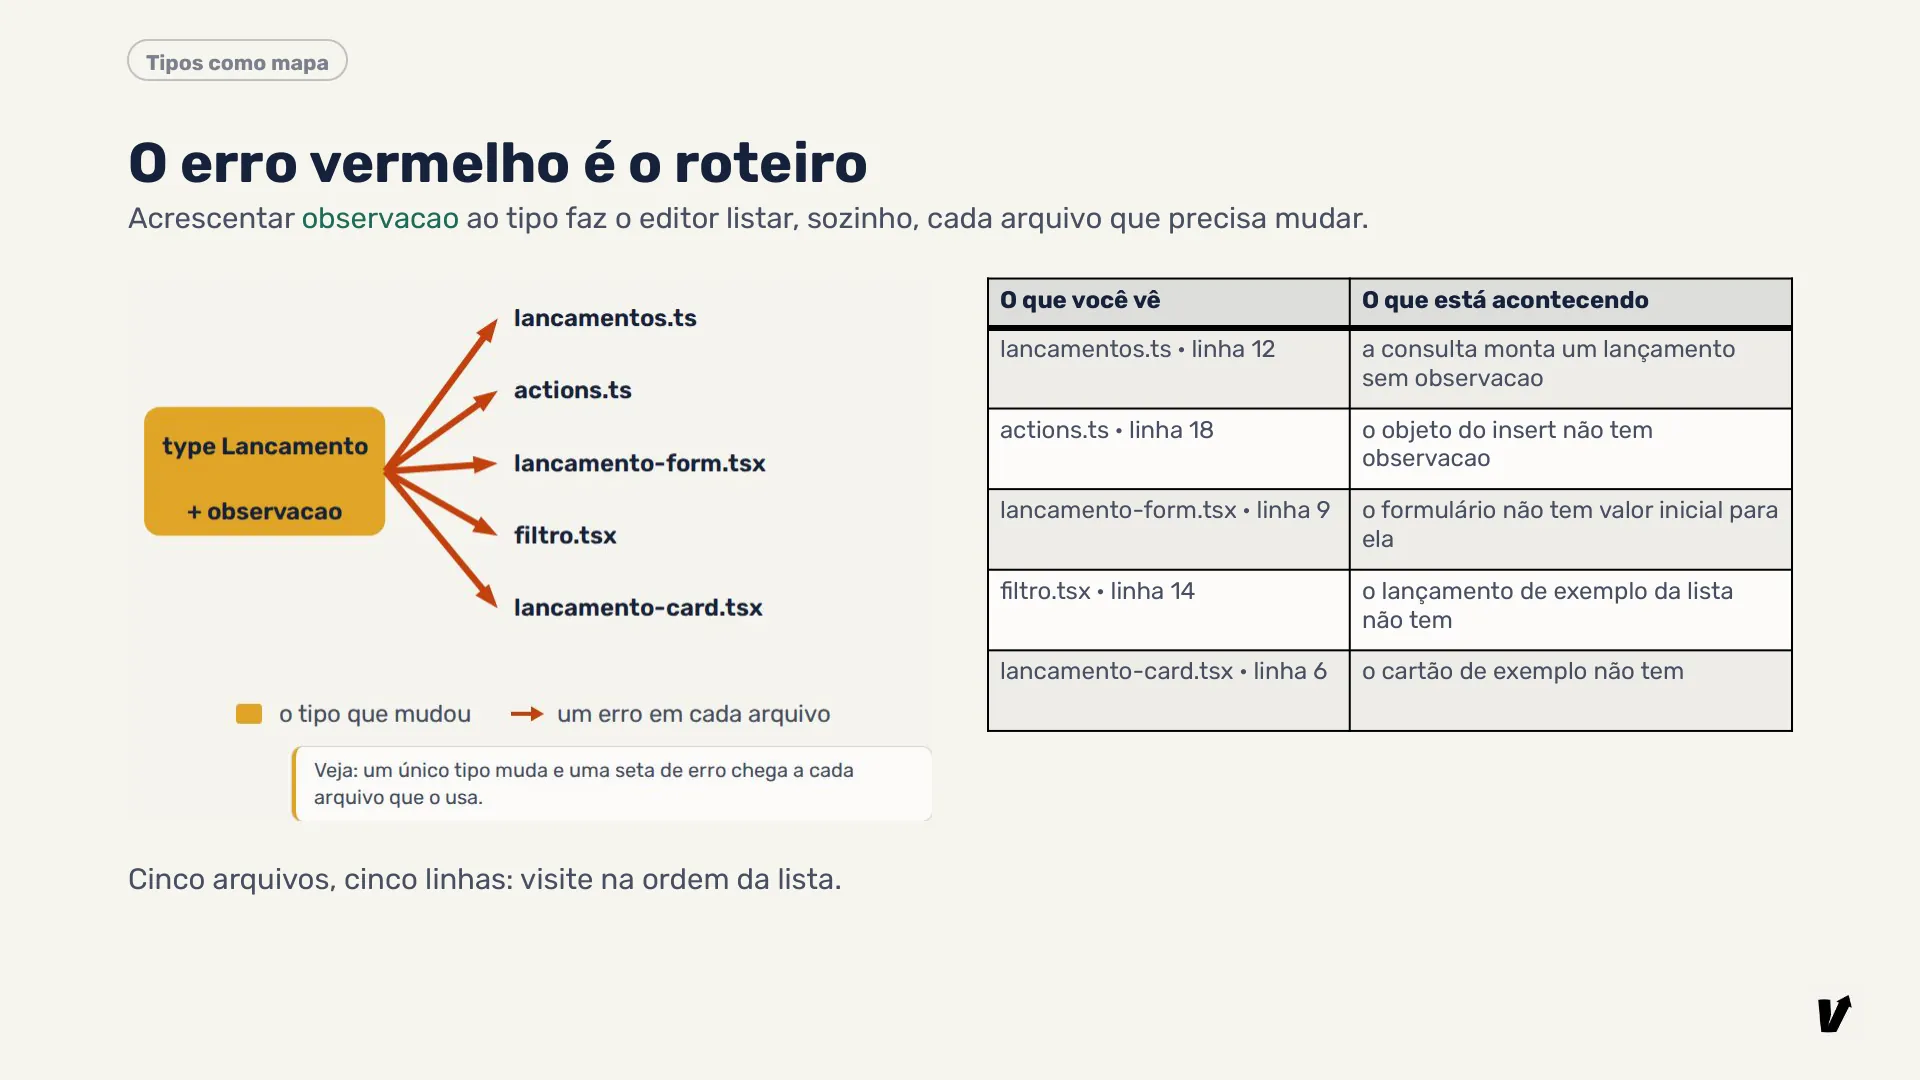 Tipos como mapa
O erro vermelho é o roteiro
Acrescentar observacao ao tipo faz o editor listar, sozinho, cada arquivo que precisa mudar.
type Lancamento
+ observacao
lancamentos.ts
actions.ts
lancamento-form.tsx
filtro.tsx
lancamento-card.tsx
o tipo que mudou
um erro em cada arquivo
Veja: um único tipo muda e uma seta de erro chega a cada
arquivo que o usa.
O que você vê
O que está acontecendo
lancamentos.ts • linha 12
a consulta monta um lançamento
sem observacao
actions.ts • linha 18
o objeto do insert não tem
observacao
lancamento-form.tsx • linha 9
o formulário não tem valor inicial para
ela
filtro.tsx • linha 14
o lançamento de exemplo da lista
não tem
lancamento-card.tsx • linha 6
o cartão de exemplo não tem
Cinco arquivos, cinco linhas: visite na ordem da lista.